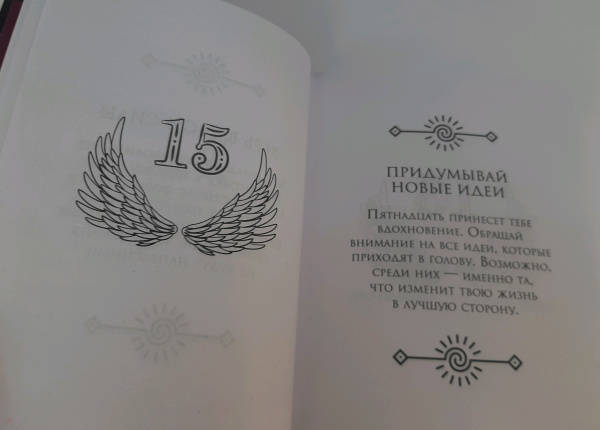 15
ПРИДУМЫВАЙ
НОВЫЕ ИДЕИ
ПЯТНАДЦАТЬ ПРИНЕСЕТ ТЕБЕ
ВДОХНОВЕНИЕ. ОБРАЩАЙ
ВНИМАНИЕ НА ВСЕ ИДЕИ, КОТОРЫЕ
ПРИХОДЯТ В ГОЛОВУ. ВОЗМОЖНО,
СРЕДИ НИХ — ИМЕННО ТА,
ЧТО ИЗМЕНИТ ТВОЮ ЖИЗНЬ
В ЛУЧШУЮ СТОРОНУ.